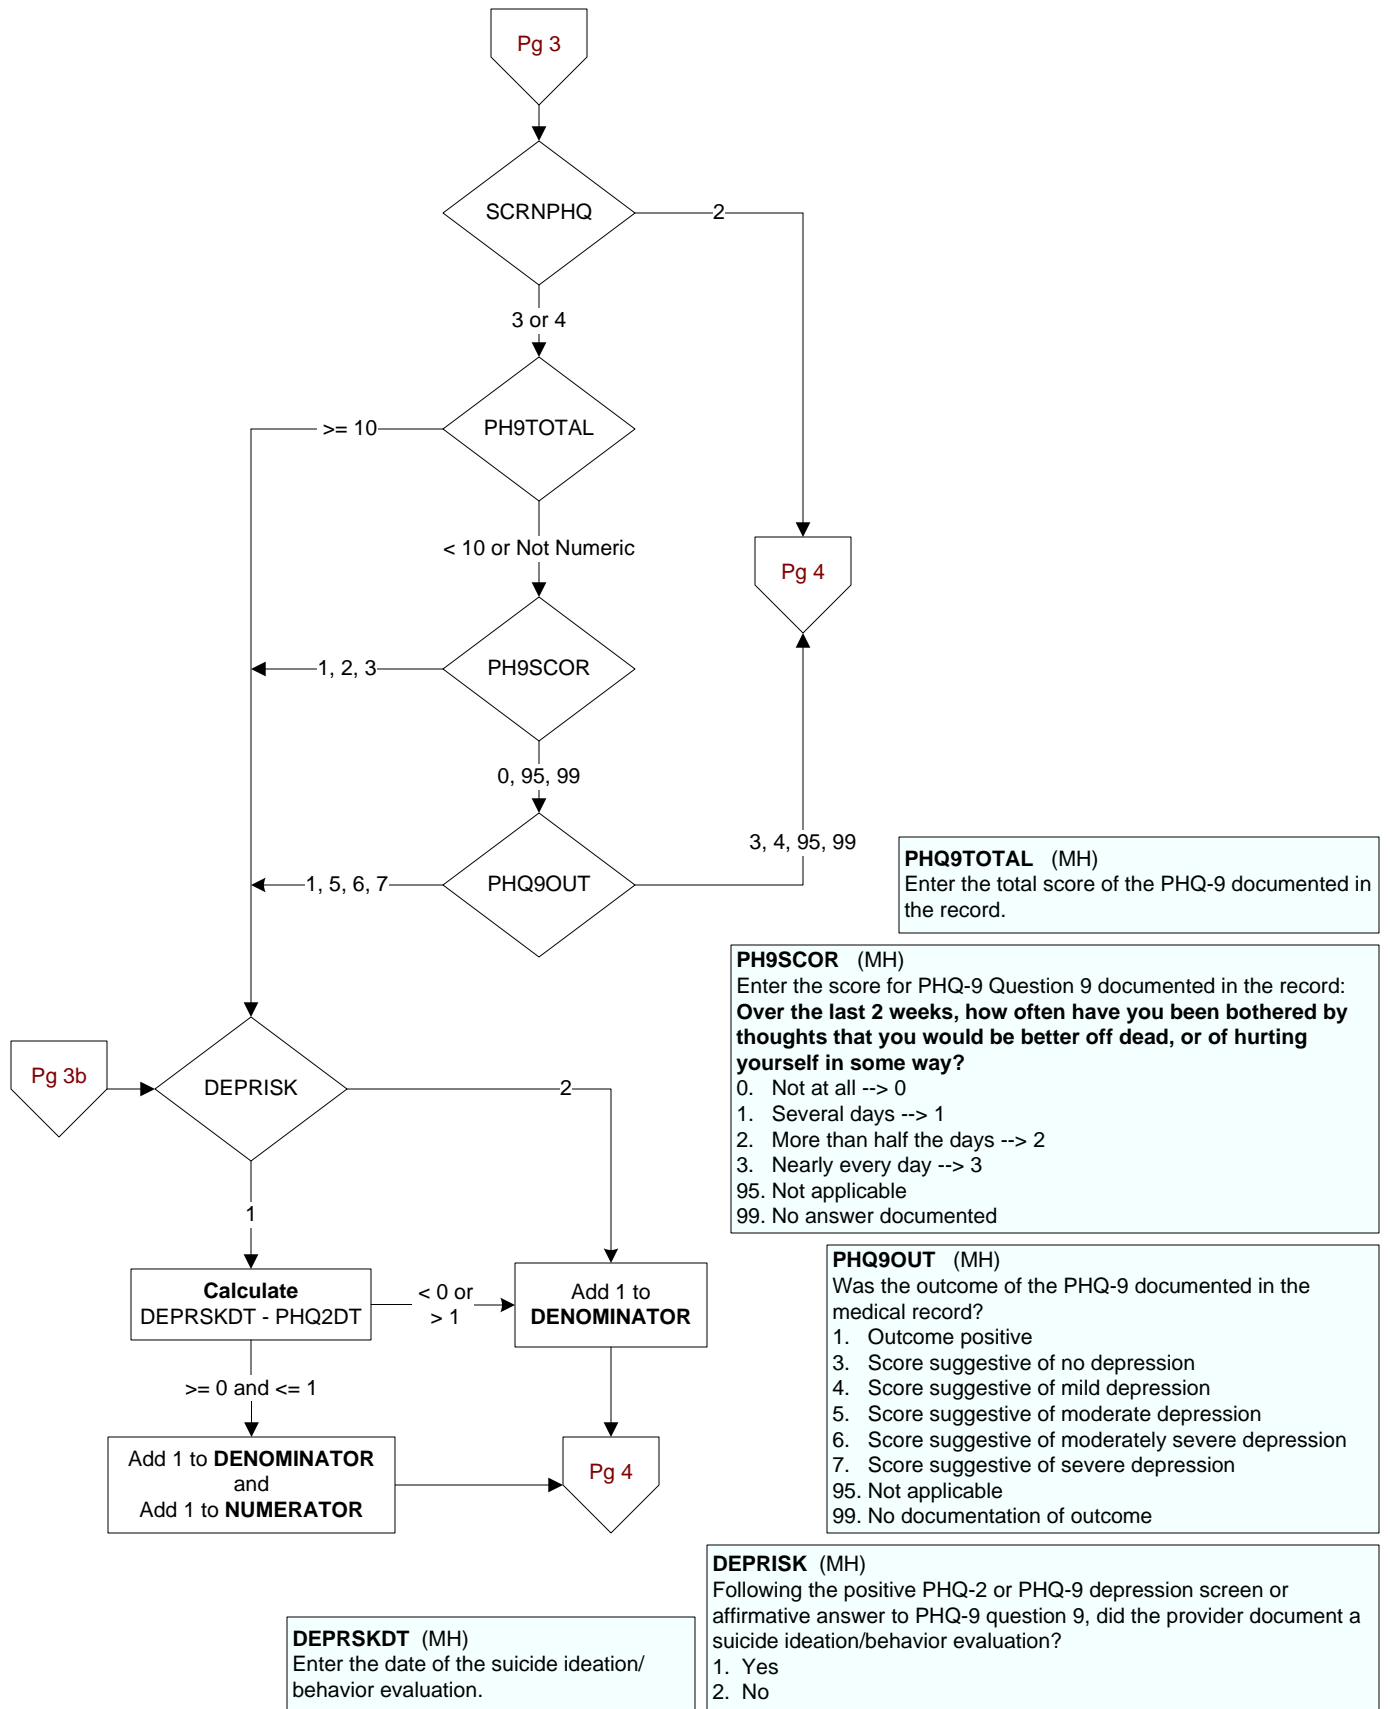 Pg 3
SCRNPHQ
2
3 or 4
PH9TOTAL
>= 10
< 10 or Not Numeric
Pg 4
PH9SCOR
1, 2, 3
0, 95, 99
PHQ9OUT
1, 5, 6, 7
3, 4, 95, 99
PHQ9TOTAL (MH)
Enter the total score of the PHQ-9 documented in
the record.
PH9SCOR (MH)
Enter the score for PHQ-9 Question 9 documented in the record:
Over the last 2 weeks, how often have you been bothered by
thoughts that you would be better off dead, or of hurting
yourself in some way?
0. Not at all --> 0
1. Several days --> 1
2. More than half the days --> 2
3. Nearly every day --> 3
95. Not applicable
99. No answer documented
Pg 3b
DEPRISK
2
1
Calculate
DEPRSKDT - PHQ2DT
< 0 or
> 1
Add 1 to
DENOMINATOR
>= 0 and <= 1
Add 1 to DENOMINATOR
and
Add 1 to NUMERATOR
Pg 4
PHQ9OUT (MH)
Was the outcome of the PHQ-9 documented in the
medical record?
1. Outcome positive
3. Score suggestive of no depression
4. Score suggestive of mild depression
5. Score suggestive of moderate depression
6. Score suggestive of moderately severe depression
7. Score suggestive of severe depression
95. Not applicable
99. No documentation of outcome
DEPRISK (MH)
Following the positive PHQ-2 or PHQ-9 depression screen or
affirmative answer to PHQ-9 question 9, did the provider document a
suicide ideation/behavior evaluation?
1. Yes
2. No
DEPRSKDT (MH)
Enter the date of the suicide ideation/
behavior evaluation.